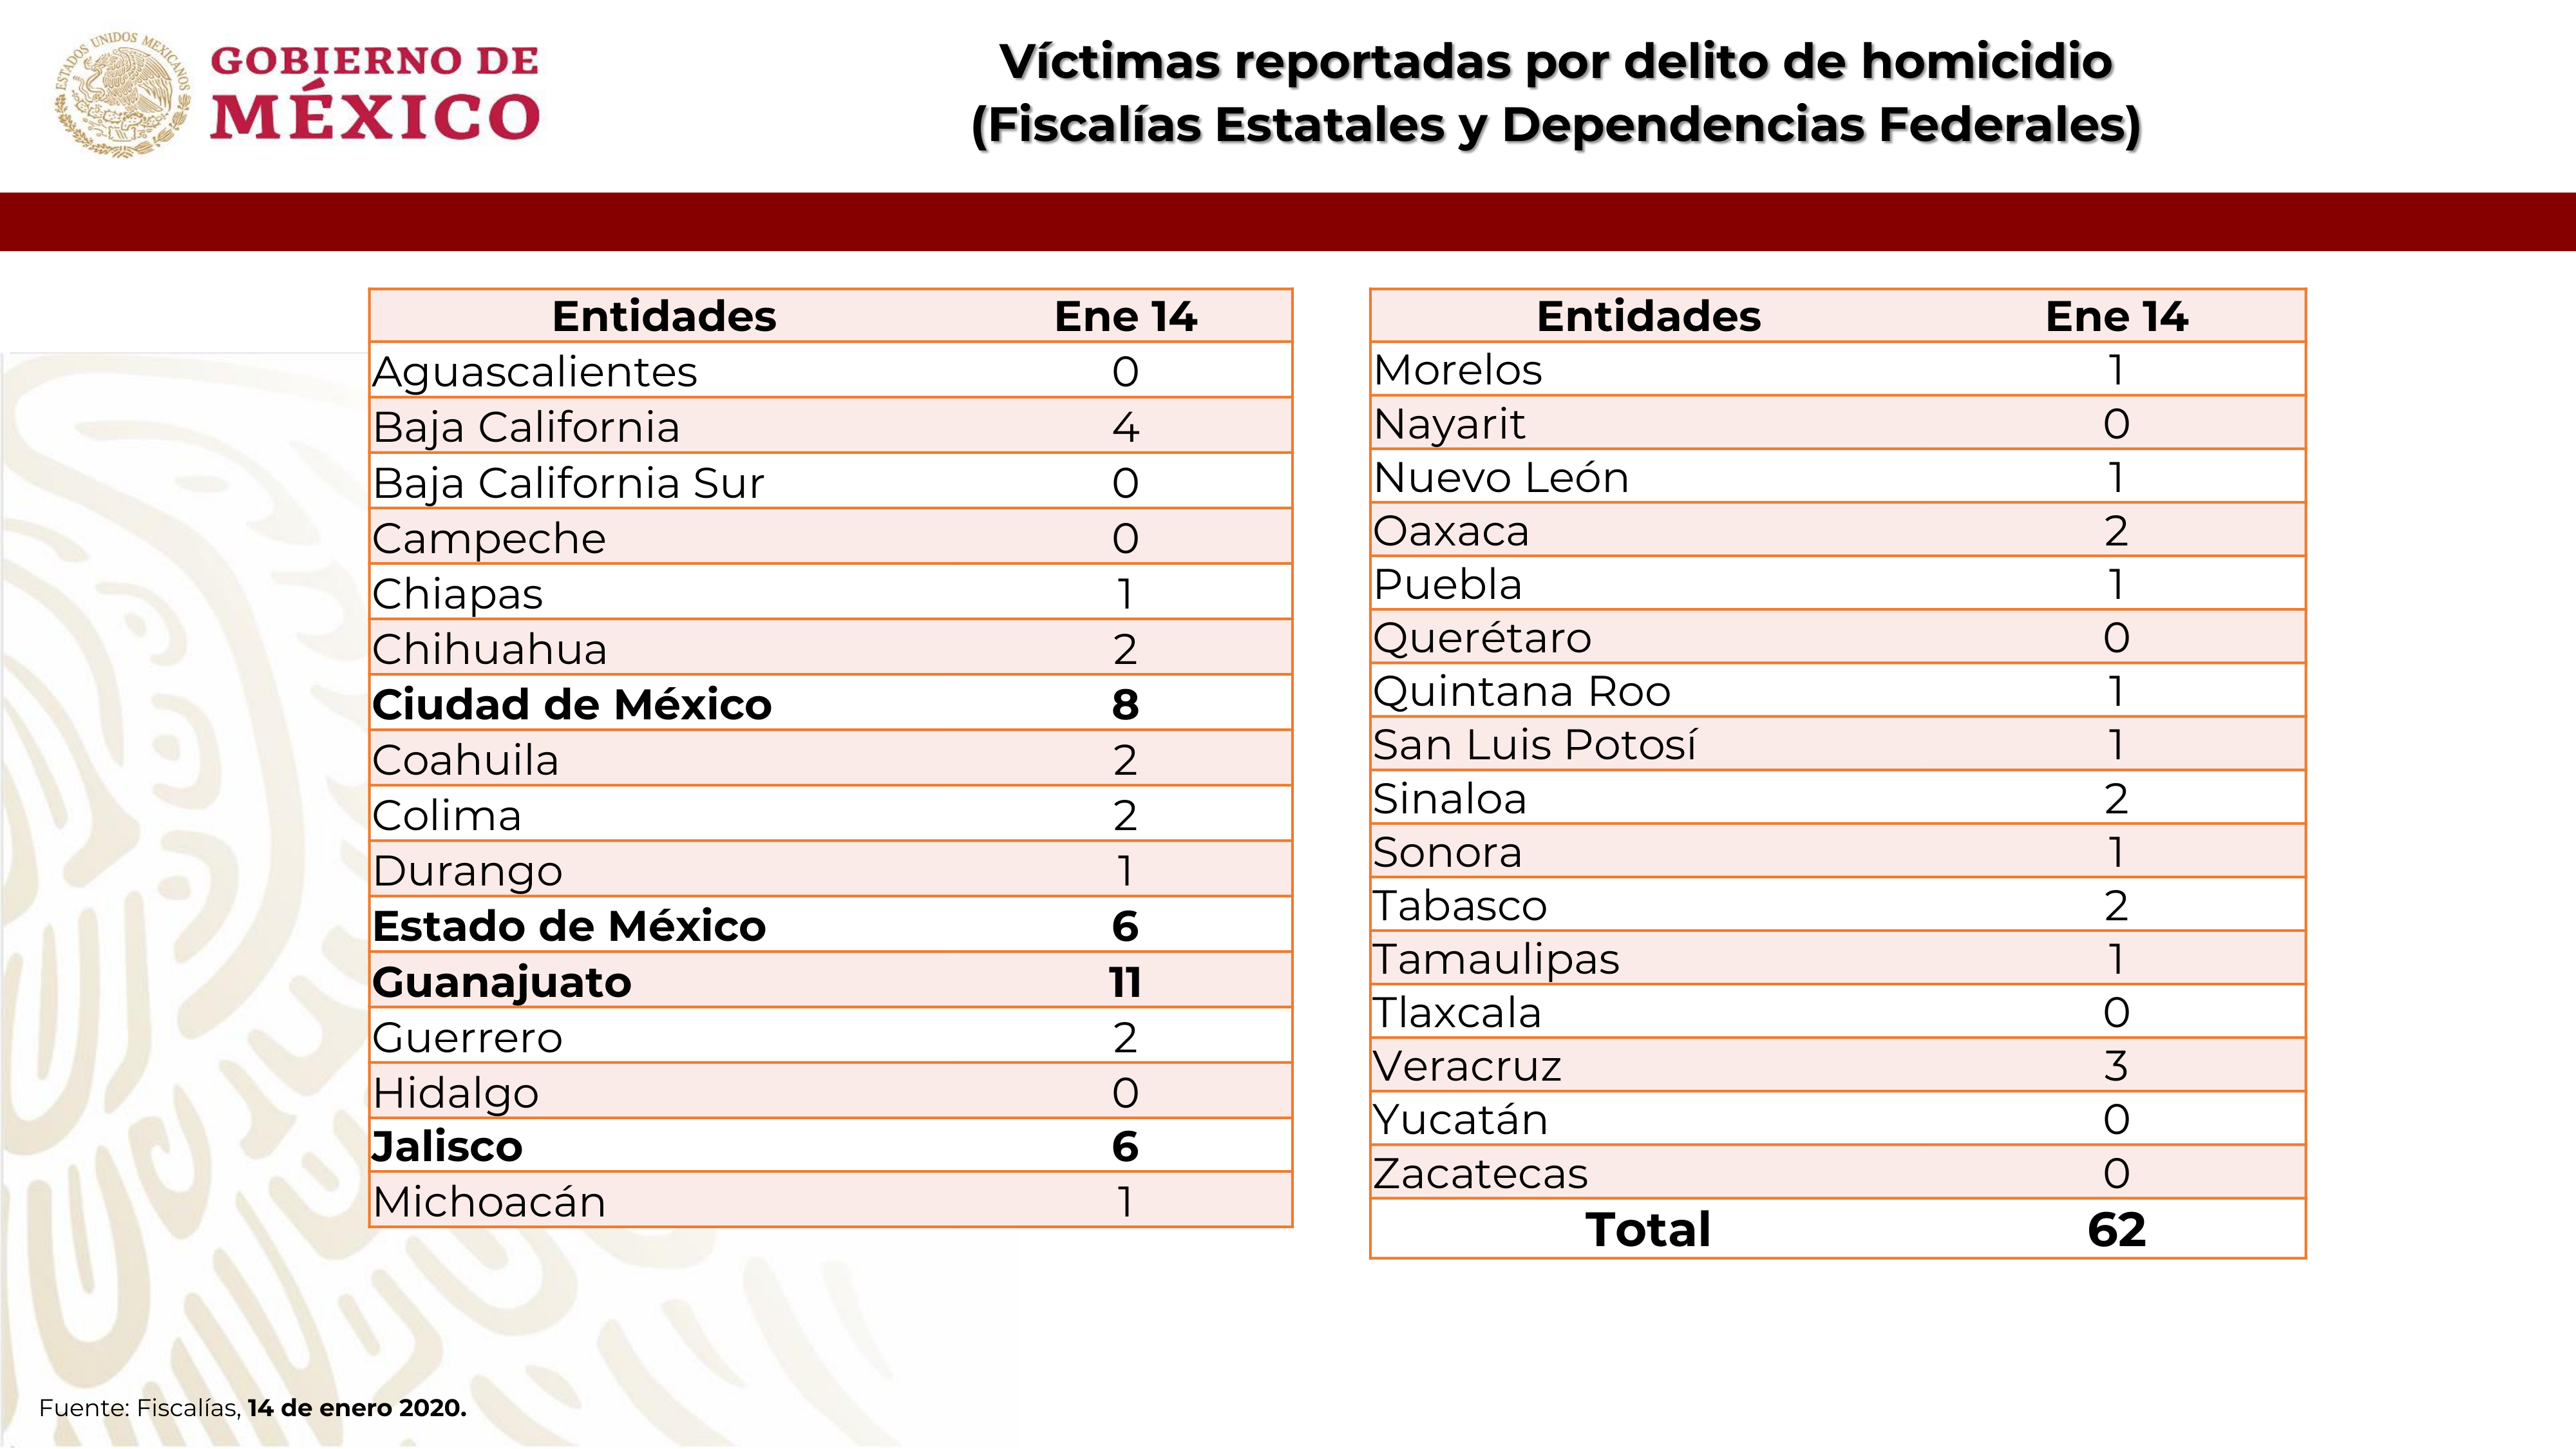 ESTADOS UNIDOS MEXICANOS
GOBIERNO DE
MÉXICO
Víctimas reportadas por delito de homicidio
(Fiscalías Estatales y Dependencias Federales)
Entidades Ene 14
Aguascalientes 0
Baja California 4
Baja California Sur 0
Campeche 0
Chiapas 1
Chihuahua 2
Ciudad de México 8
Coahuila 2
Colima 2
Durango 1
Estado de México 6
Guanajuato 11
Guerrero 2
Hidalgo 0
Jalisco 6
Michoacán 1
Entidades Ene 14
Morelos 1
Nayarit 0
Nuevo León 1
Oaxaca 2
Puebla 1
Querétaro 0
Quintana Roo 1
San Luis Potosí 1
Sinaloa 2
Sonora 1
Tabasco 2
Tamaulipas 1
Tlaxcala 0
Veracruz 3
Yucatán 0
Zacatecas 0
Total 62
Fuente: Fiscalías, 14 de enero 2020.